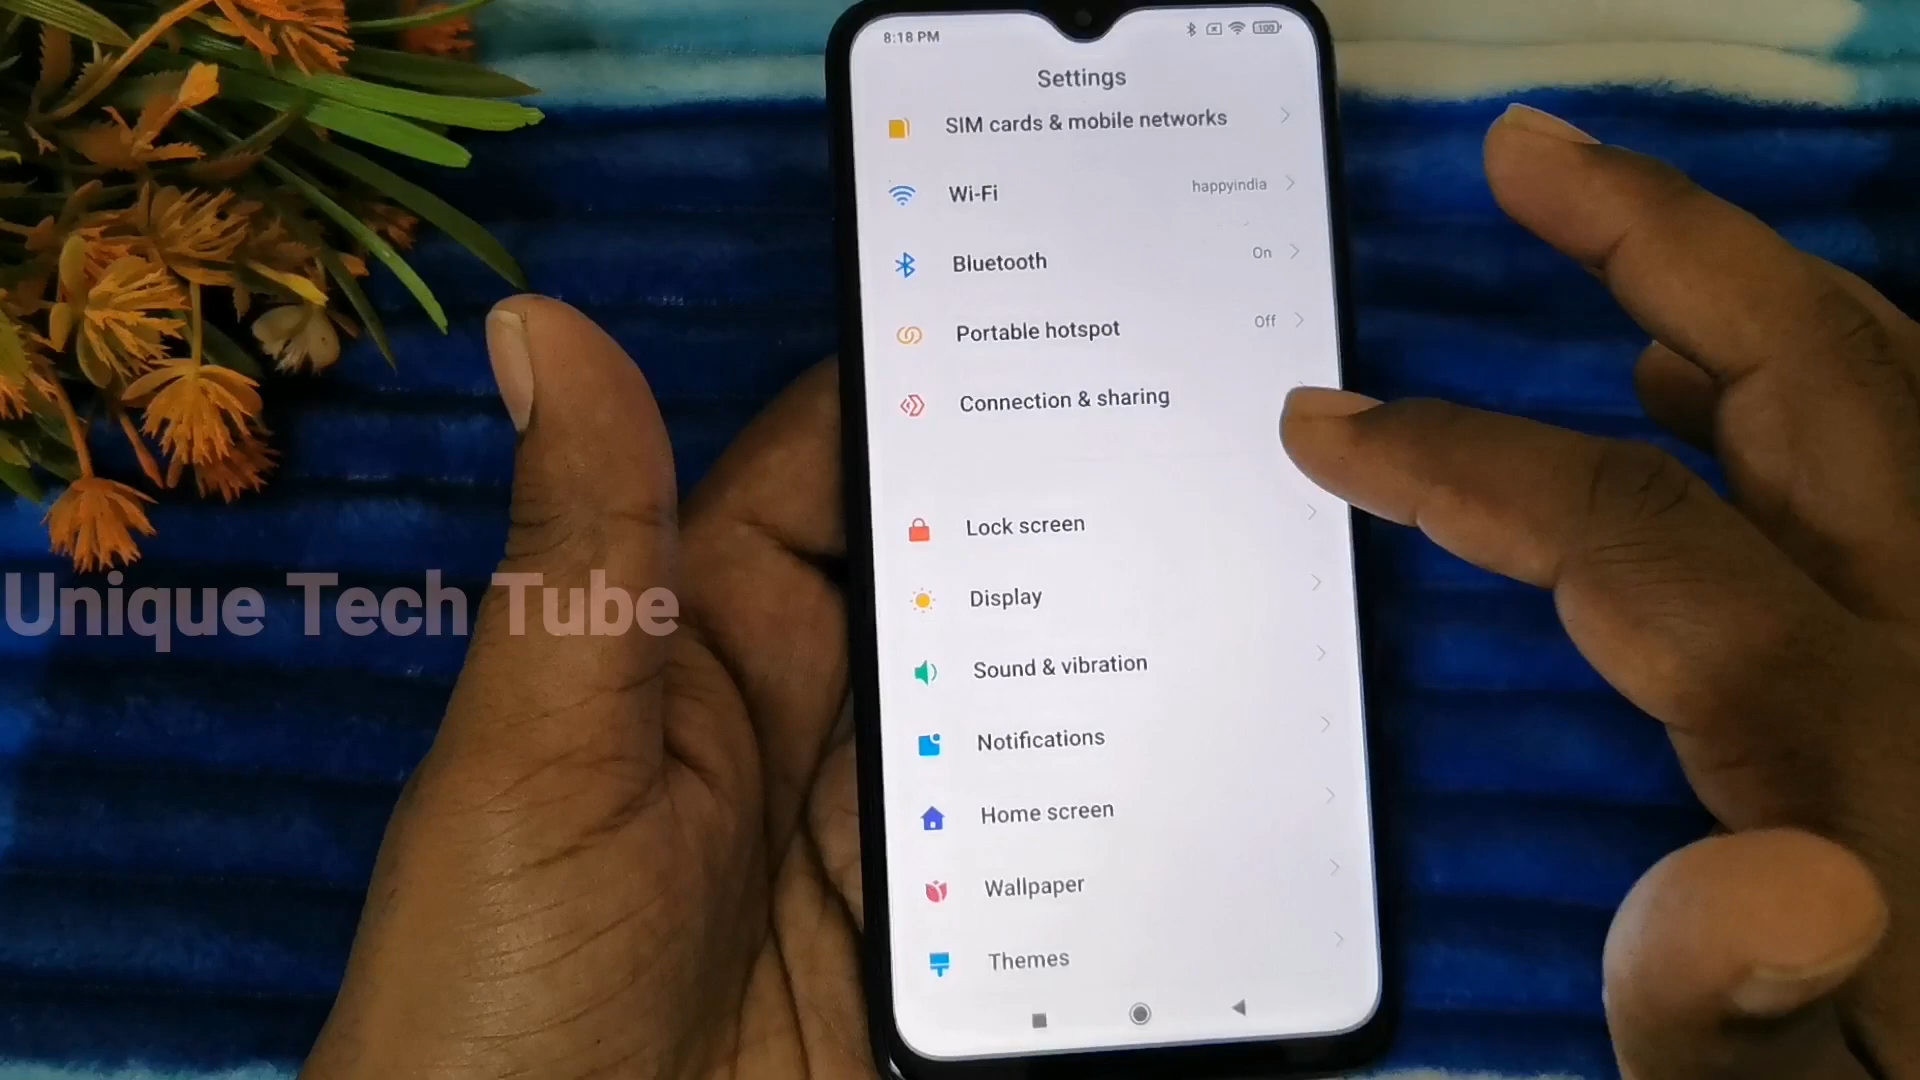 8:18 PM
100
Settings
SIM cards & mobile networks
Wi-Fi happyindia
Bluetooth On
Portable hotspot Off
Connection & sharing
Lock screen
Display
Sound & vibration
Notifications
Home screen
Wallpaper
Themes
Unique Tech Tube